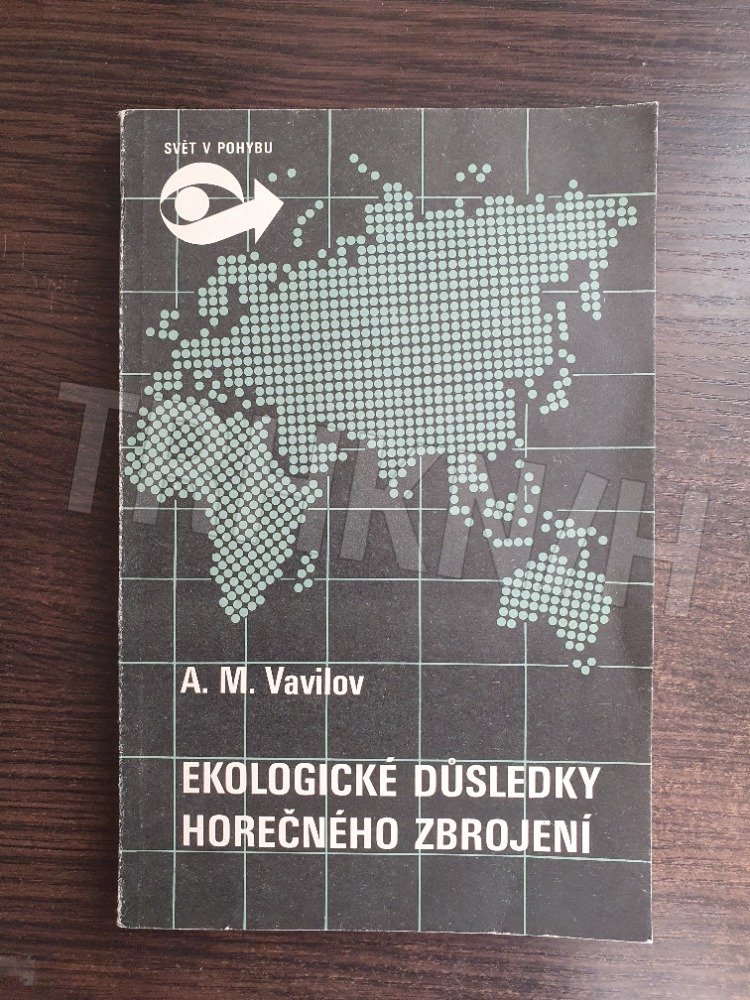 SVĚT V POHYBU
A. M. Vavilov
EKOLOGICKÉ DŮSLEDKY
HOREČNÉHO ZBROJENÍ